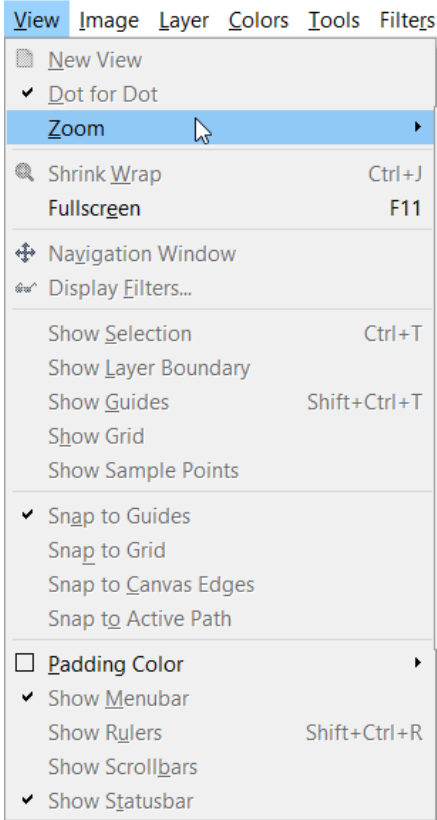 View Image Layer Colors Tools Filters
New View
Dot for Dot
Zoom
Shrink Wrap Ctrl+J
Fullscreen F11
Navigation Window
Display Filters...
Show Selection Ctrl+T
Show Layer Boundary
Show Guides Shift+Ctrl+T
Show Grid
Show Sample Points
Snap to Guides
Snap to Grid
Snap to Canvas Edges
Snap to Active Path
Padding Color
Show Menubar
Show Rulers Shift+Ctrl+R
Show Scrollbars
Show Statusbar